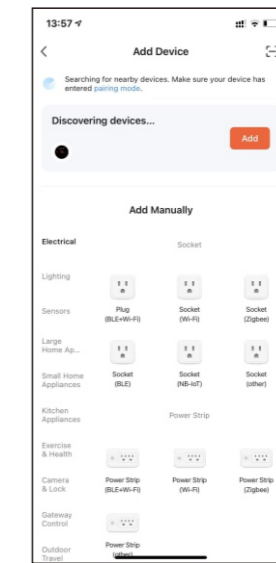 13:57
Add Device
Searching for nearby devices. Make sure your device has
entered pairing mode.
Discovering devices...
Add
Add Manually
Electrical
Socket
Lighting
Plug
(BLE+Wi-Fi)
Socket
(Wi-Fi)
Socket
(Zigbee)
Sensors
Large
Home Ap...
Socket
(BLE)
Socket
(NB-IoT)
Socket
(other)
Small Home
Appliances
Kitchen
Appliances
Power Strip
Exercise
& Health
Power Strip
(BLE+Wi-Fi)
Power Strip
(Wi-Fi)
Power Strip
(Zigbee)
Camera
& Lock
Gateway
Control
Power Strip
(other)
Outdoor
Travel